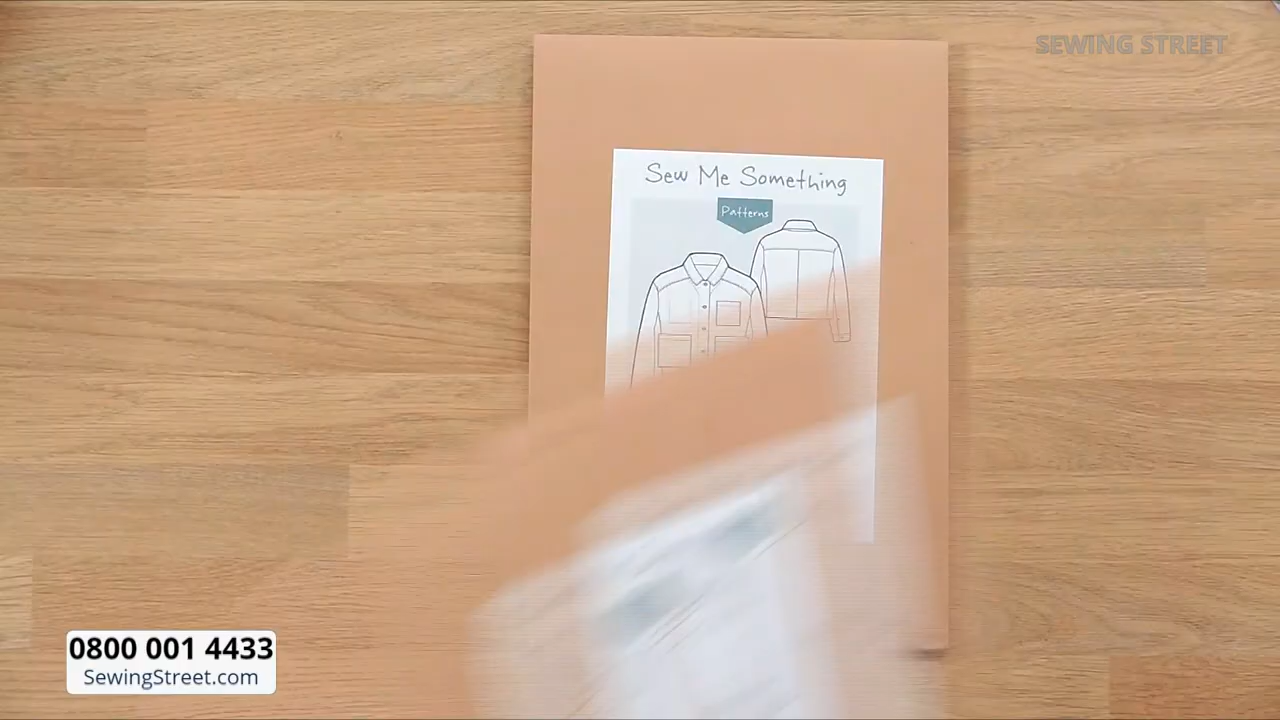 SEWING STREET
Sew Me Something
Patterns
0800 001 4433
SewingStreet.com